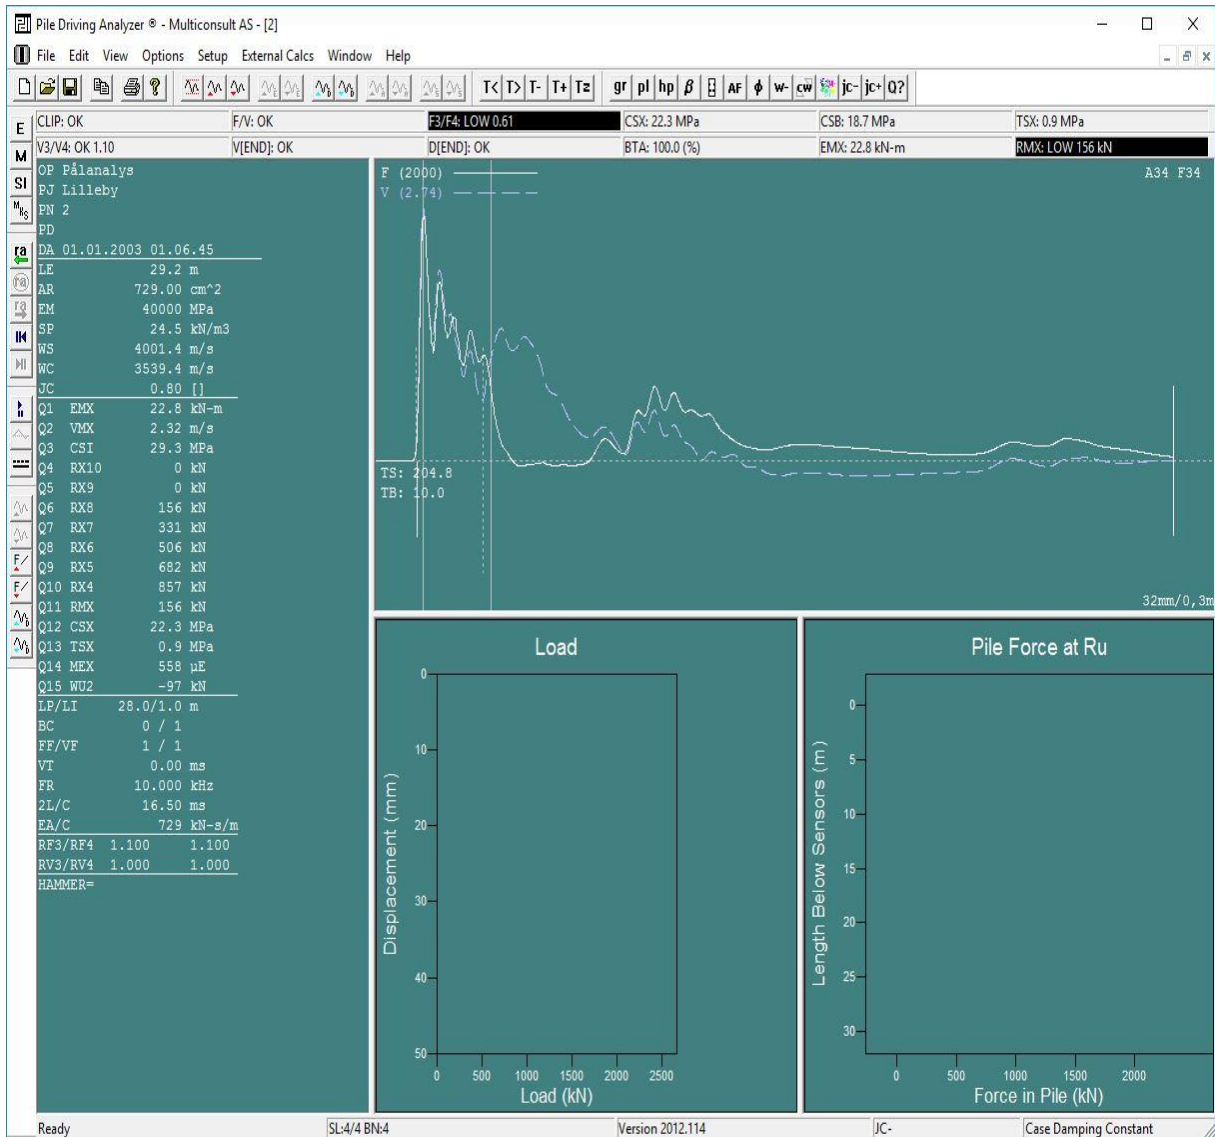 Pile Driving Analyzer ® - Multiconsult AS - [2]
File Edit View Options Setup External Calcs Window Help
T< T> T- T+ Tz gr pl hp β AF ϕ w- cw jc- jc+ Q?
CLIP: OK F/V: OK F3/F4: LOW 0.61 CSX: 22.3 MPa CSB: 18.7 MPa TSX: 0.9 MPa
V3/V4: OK 1.10 V[END]: OK D[END]: OK BTA: 100.0 (%) EMX: 22.8 kN-m RMX: LOW 156 kN
E
M
SI
ra
OP Pålanalys
PJ Lilleby
PN 2
PD
DA 01.01.2003 01.06.45
LE 29.2 m
AR 729.00 cm^2
EM 40000 MPa
SP 24.5 kN/m3
WS 4001.4 m/s
WC 3539.4 m/s
JC 0.80 []
Q1 EMX 22.8 kN-m
Q2 VMX 2.32 m/s
Q3 CSI 29.3 MPa
Q4 RX10 0 kN
Q5 RX9 0 kN
Q6 RX8 156 kN
Q7 RX7 331 kN
Q8 RX6 506 kN
Q9 RX5 682 kN
Q10 RX4 857 kN
Q11 RMX 156 kN
Q12 CSX 22.3 MPa
Q13 TSX 0.9 MPa
Q14 MEX 558 µE
Q15 WU2 -97 kN
LP/LI 28.0/1.0 m
BC 0 / 1
FF/VF 1 / 1
VT 0.00 ms
FR 10.000 kHz
2L/C 16.50 ms
EA/C 729 kN-s/m
RF3/RF4 1.100 1.100
RV3/RV4 1.000 1.000
HAMMER=
F (2000)
V (2.74)
A34 F34
TS: 204.8
TB: 10.0
32mm/0,3m
Load
0
10
20
30
40
50
Displacement (mm)
0 500 1000 1500 2000 2500
Load (kN)
Pile Force at Ru
0
5
10
15
20
25
30
Length Below Sensors (m)
0 500 1000 1500 2000
Force in Pile (kN)
Ready SL:4/4 BN:4 Version 2012.114 JC- Case Damping Constant